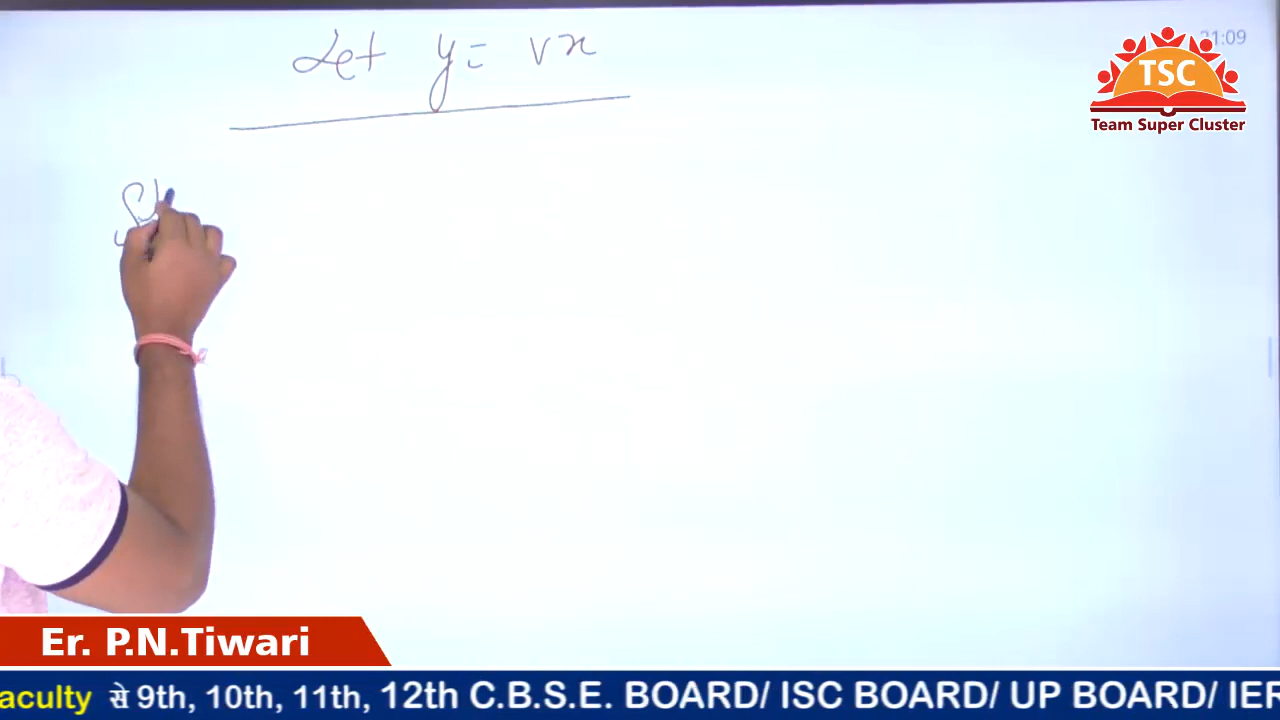 Let y = vx
21:09
TSC
Team Super Cluster
Er. P.N.Tiwari
aculty से 9th, 10th, 11th, 12th C.B.S.E. BOARD/ ISC BOARD/ UP BOARD/ IER